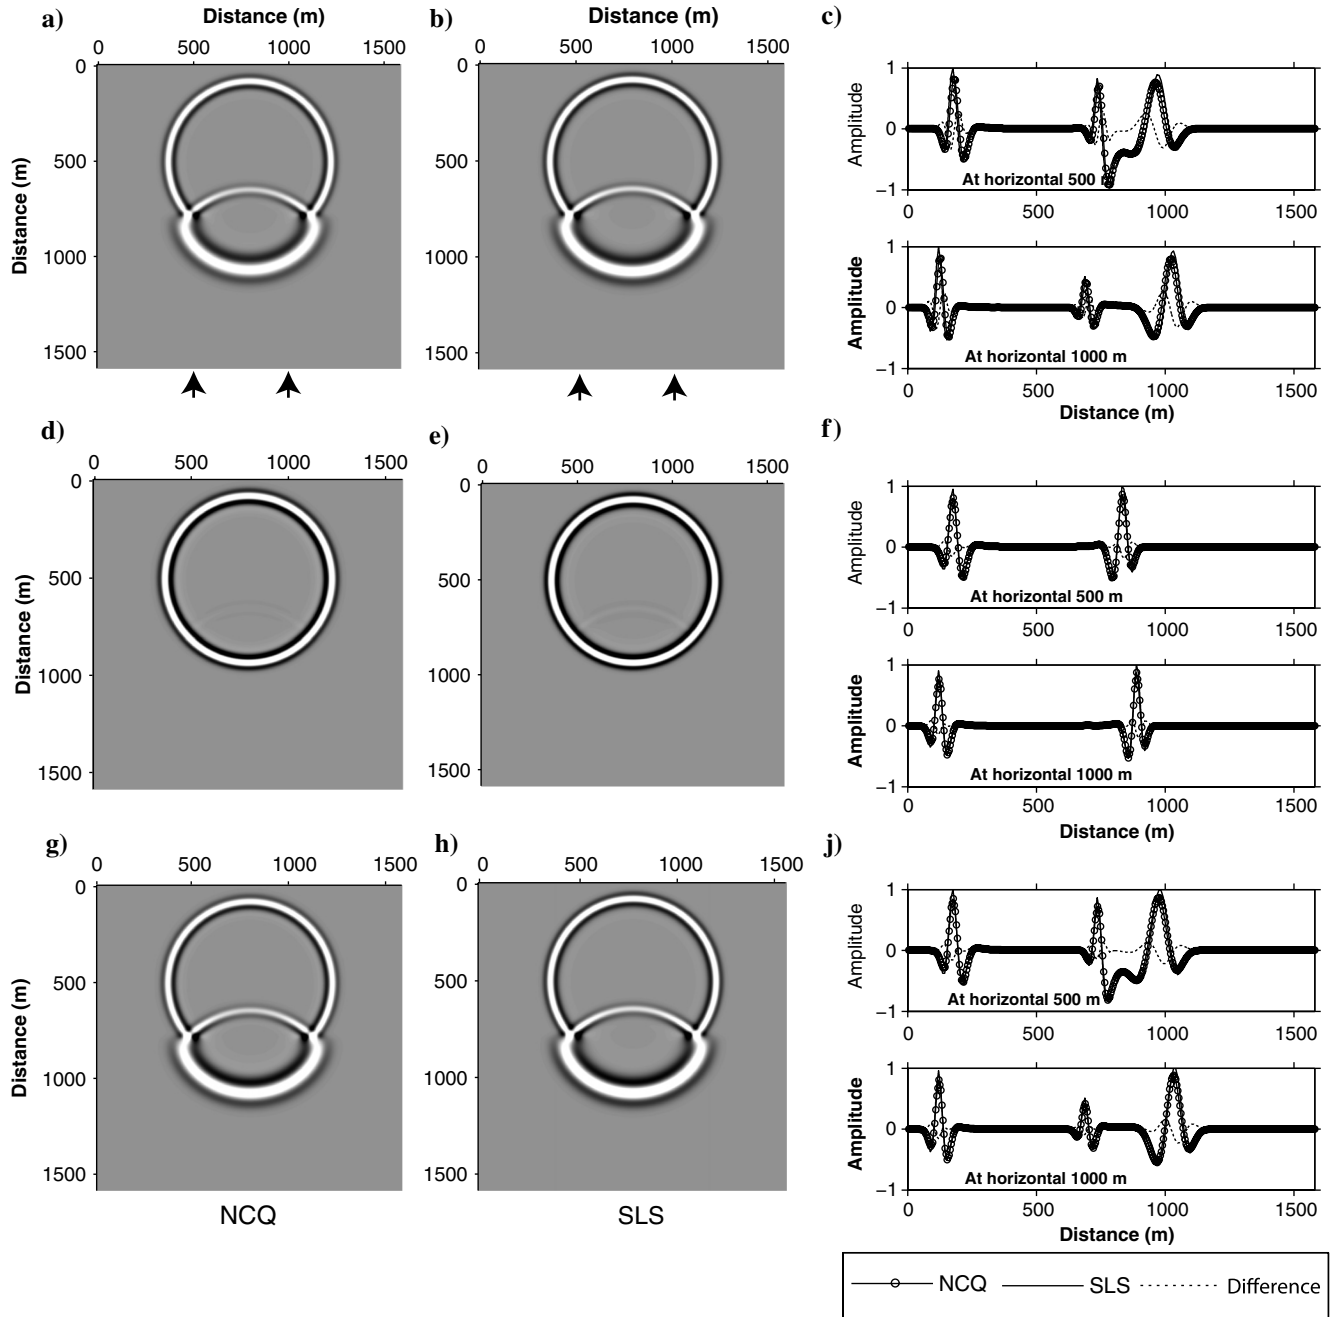 a)
Distance (m)
0 500 1000 1500
0
500
1000
1500
Distance (m)
b)
Distance (m)
0 500 1000 1500
0
500
1000
1500
c)
Amplitude
1
0
−1
At horizontal 500 m
0 500 1000 1500
Amplitude
1
0
−1
At horizontal 1000 m
0 500 1000 1500
Distance (m)
d)
0 500 1000 1500
0
500
1000
1500
Distance (m)
e)
0 500 1000 1500
0
500
1000
1500
f)
Amplitude
1
0
−1
At horizontal 500 m
0 500 1000 1500
Amplitude
1
0
−1
At horizontal 1000 m
0 500 1000 1500
Distance (m)
g)
0 500 1000 1500
0
500
1000
1500
Distance (m)
NCQ
h)
0 500 1000 1500
0
500
1000
1500
SLS
j)
Amplitude
1
0
−1
At horizontal 500 m
0 500 1000 1500
Amplitude
1
0
−1
At horizontal 1000 m
0 500 1000 1500
Distance (m)
NCQ SLS Difference